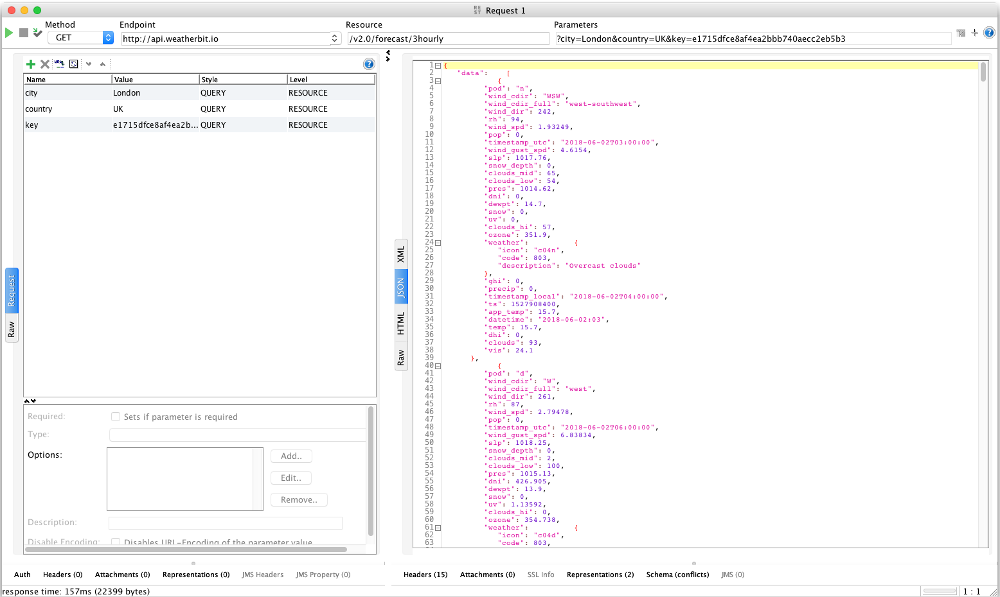 REST Request 1
Method Endpoint Resource Parameters
GET http://api.weatherbit.io /v2.0/forecast/3hourly ?city=London&country=UK&key=e1715dfce8af4ea2bbb740aecc2eb5b3
Name Value Style Level
city London QUERY RESOURCE
country UK QUERY RESOURCE
key e1715dfce8af4ea2b... QUERY RESOURCE
Request
Raw
Required: Sets if parameter is required
Type:
Options:
Add..
Edit..
Remove..
Description:
Disable Encoding: Disables URL-Encoding of the parameter value
XML
JSON
HTML
Raw
1 {
2 "data": [
3 {
4 "pod": "n",
5 "wind_cdir": "WSW",
6 "wind_cdir_full": "west-southwest",
7 "wind_dir": 242,
8 "rh": 94,
9 "wind_spd": 1.93249,
10 "pop": 0,
11 "timestamp_utc": "2018-06-02T03:00:00",
12 "wind_gust_spd": 4.6154,
13 "slp": 1017.76,
14 "snow_depth": 0,
15 "clouds_mid": 65,
16 "clouds_low": 54,
17 "pres": 1014.62,
18 "dni": 0,
19 "dewpt": 14.7,
20 "snow": 0,
21 "uv": 0,
22 "clouds_hi": 57,
23 "ozone": 351.9,
24 "weather": {
25 "icon": "c04n",
26 "code": 803,
27 "description": "Overcast clouds"
28 },
29 "ghi": 0,
30 "precip": 0,
31 "timestamp_local": "2018-06-02T04:00:00",
32 "ts": 1527908400,
33 "app_temp": 15.7,
34 "datetime": "2018-06-02:03",
35 "temp": 15.7,
36 "dhi": 0,
37 "clouds": 93,
38 "vis": 24.1
39 },
40 {
41 "pod": "d",
42 "wind_cdir": "W",
43 "wind_cdir_full": "west",
44 "wind_dir": 261,
45 "rh": 87,
46 "wind_spd": 2.79478,
47 "pop": 0,
48 "timestamp_utc": "2018-06-02T06:00:00",
49 "wind_gust_spd": 6.83834,
50 "slp": 1018.25,
51 "snow_depth": 0,
52 "clouds_mid": 2,
53 "clouds_low": 100,
54 "pres": 1015.13,
55 "dni": 426.905,
56 "dewpt": 13.9,
57 "snow": 0,
58 "uv": 1.13592,
59 "clouds_hi": 0,
60 "ozone": 354.738,
61 "weather": {
62 "icon": "c04d",
63 "code": 803,
Auth Headers (0) Attachments (0) Representations (0) JMS Headers JMS Property (0)
Headers (15) Attachments (0) SSL Info Representations (2) Schema (conflicts) JMS (0)
response time: 157ms (22399 bytes) 1 : 1